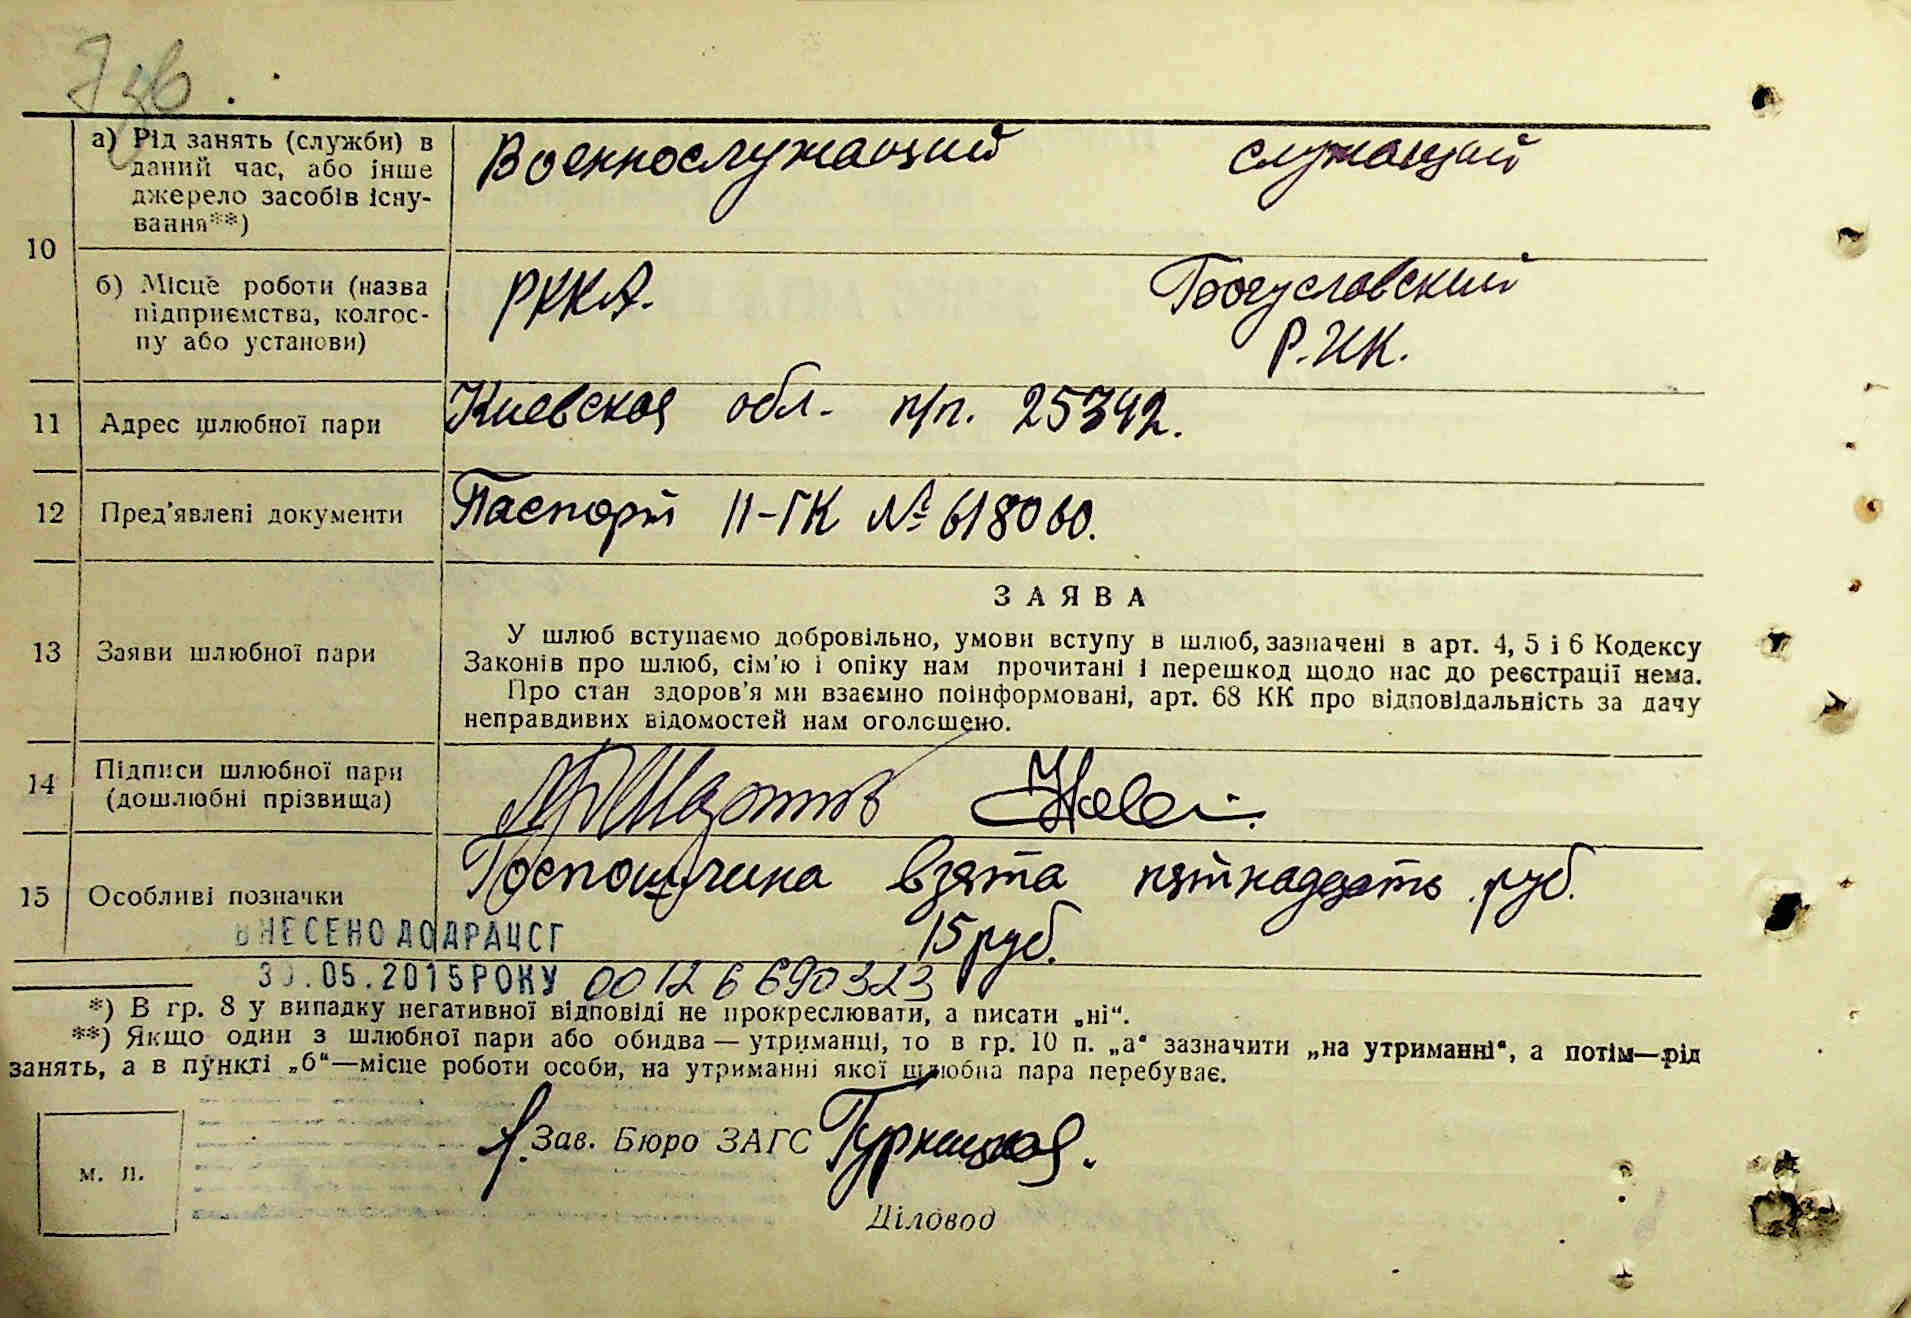 а) Рід занять (служби) в
даний час, або інше
джерело засобів існу-
вання**)
Военнослужащий служащий
10
б) Місце роботи (назва
підприємства, колгос-
пу або установи)
РККА. Богуславский
Р.ИК.
11 Адрес шлюбної пари Киевская обл. п/п. 25342.
12 Пред'явлені документи Паспорт II-ГК № 618060.
13 Заяви шлюбної пари
ЗАЯВА
У шлюб вступаємо добровільно, умови вступу в шлюб, зазначені в арт. 4, 5 і 6 Кодексу
Законів про шлюб, сім'ю і опіку нам прочитані і перешкод щодо нас до реєстрації нема.
Про стан здоров'я ми взаємно поінформовані, арт. 68 КК про відповідальність за дачу
неправдивих відомостей нам оголошено.
14 Підписи шлюбної пари
(дошлюбні прізвища)
15 Особливі позначки
Госпошлина взята пятнадцать руб.
15 руб.
ВНЕСЕНО ДО ДРАЦСГ
30.05.2015 РОКУ 00126690323
*) В гр. 8 у випадку негативної відповіді не прокреслювати, а писати „ні“.
**) Якщо один з шлюбної пари або обидва — утриманці, то в гр. 10 п. „а“ зазначити „на утриманні“, а потім—рід
занять, а в пункті „б“—місце роботи особи, на утриманні якої шлюбна пара перебуває.
м. п.
Зав. Бюро ЗАГС
Діловод